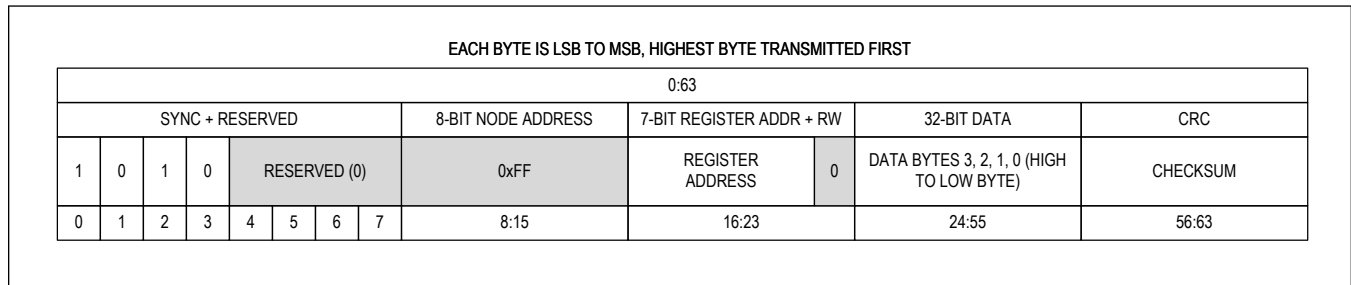 EACH BYTE IS LSB TO MSB, HIGHEST BYTE TRANSMITTED FIRST
0:63
SYNC + RESERVED 8-BIT NODE ADDRESS 7-BIT REGISTER ADDR + RW 32-BIT DATA CRC
1 0 1 0 RESERVED (0) 0xFF REGISTER ADDRESS 0 DATA BYTES 3, 2, 1, 0 (HIGH TO LOW BYTE) CHECKSUM
0 1 2 3 4 5 6 7 8:15 16:23 24:55 56:63